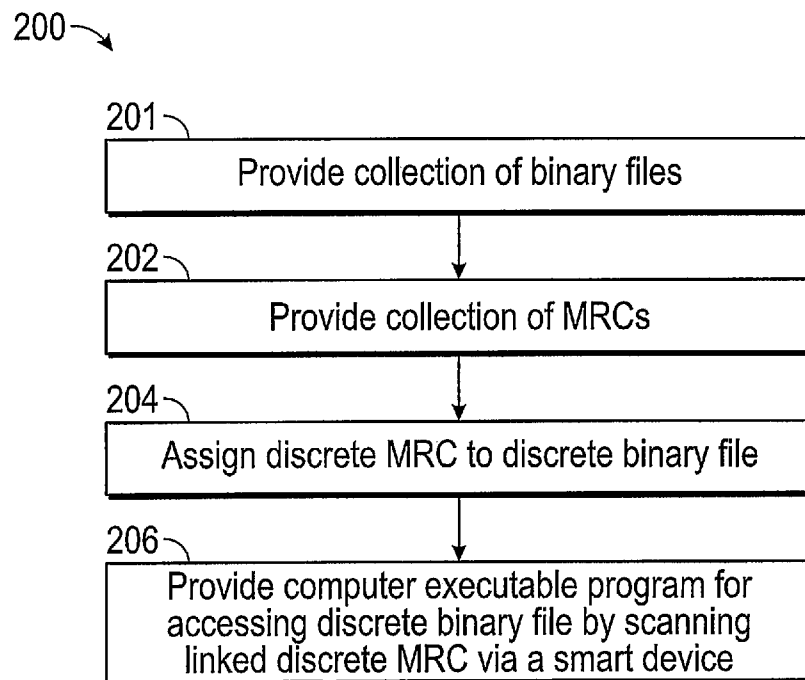 200
201
Provide collection of binary files
202
Provide collection of MRCs
204
Assign discrete MRC to discrete binary file
206
Provide computer executable program for
accessing discrete binary file by scanning
linked discrete MRC via a smart device